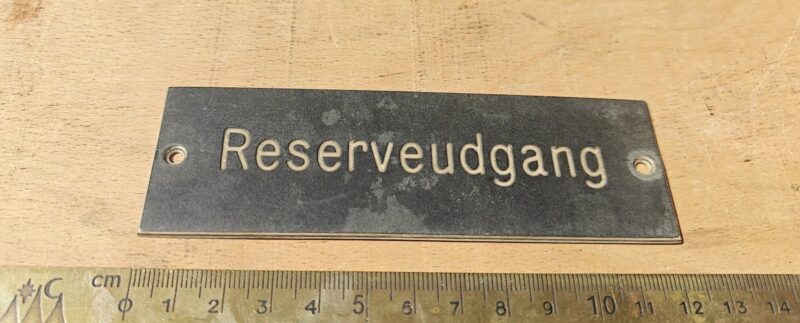 Reserveudgang
cm 0 1 2 3 4 5 6 7 8 9 10 11 12 13 14